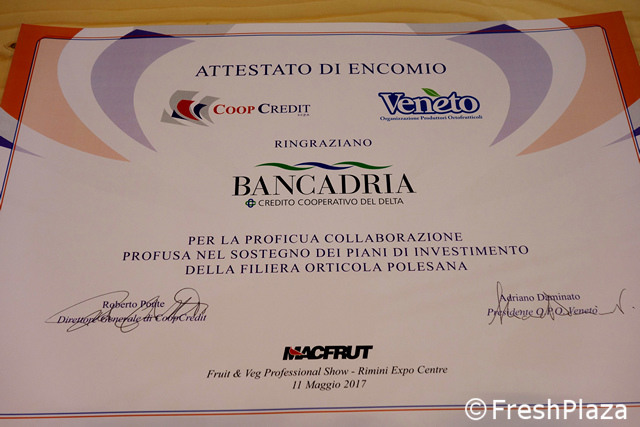 ATTESTATO DI ENCOMIO
COOP CREDIT
Veneto
Organizzazione Produttori Ortofrutticoli
RINGRAZIANO
BANCADRIA
CREDITO COOPERATIVO DEL DELTA
PER LA PROFICUA COLLABORAZIONE
PROFUSA NEL SOSTEGNO DEI PIANI DI INVESTIMENTO
DELLA FILIERA ORTICOLA POLESANA
Roberto Ponte
Direttore Generale di CoopCredit
Adriano Daminato
Presidente O.P.O. Veneto
MACFRUT
Fruit & Veg Professional Show - Rimini Expo Centre
11 Maggio 2017
©FreshPlaza